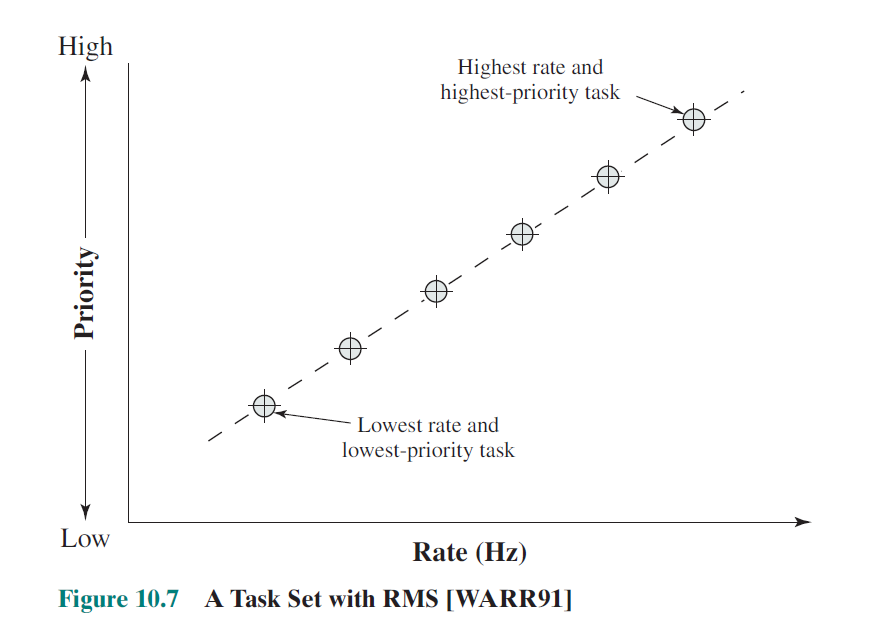 High
Highest rate and
highest-priority task
Priority
Lowest rate and
lowest-priority task
Low
Rate (Hz)
Figure 10.7 A Task Set with RMS [WARR91]